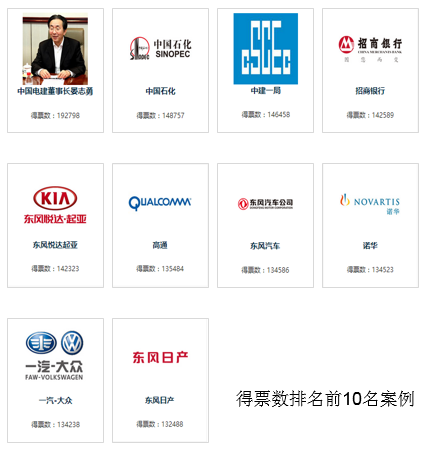 中国电建董事长晏志勇
得票数：192798
中国石化
SINOPEC
中国石化
得票数：148757
CSCEC
中建一局
得票数：146458
招商银行
CHINA MERCHANTS BANK
招商银行
得票数：142589
KIA
东风悦达·起亚
东风悦达起亚
得票数：142323
QUALCOMM
高通
得票数：135484
东风汽车公司
DONGFENG MOTOR CORPORATION
东风汽车
得票数：134586
NOVARTIS
诺华
诺华
得票数：134523
一汽-大众
FAW-VOLKSWAGEN
一汽-大众
得票数：134238
东风日产
东风日产
得票数：132488
得票数排名前10名案例